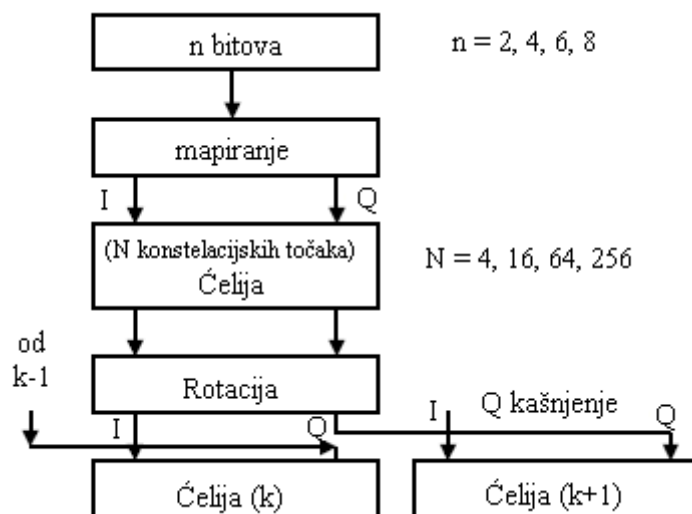 n bitova
n = 2, 4, 6, 8
mapiranje
I
Q
(N konstelacijskih točaka)
Ćelija
N = 4, 16, 64, 256
od
k-1
Rotacija
I
Q
I
Q kašnjenje
Q
Ćelija (k)
Ćelija (k+1)